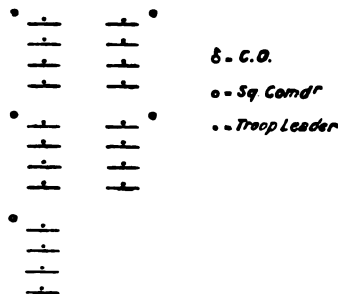 δ - C.O.
o - Sq. Comdr
. - Troop Leader